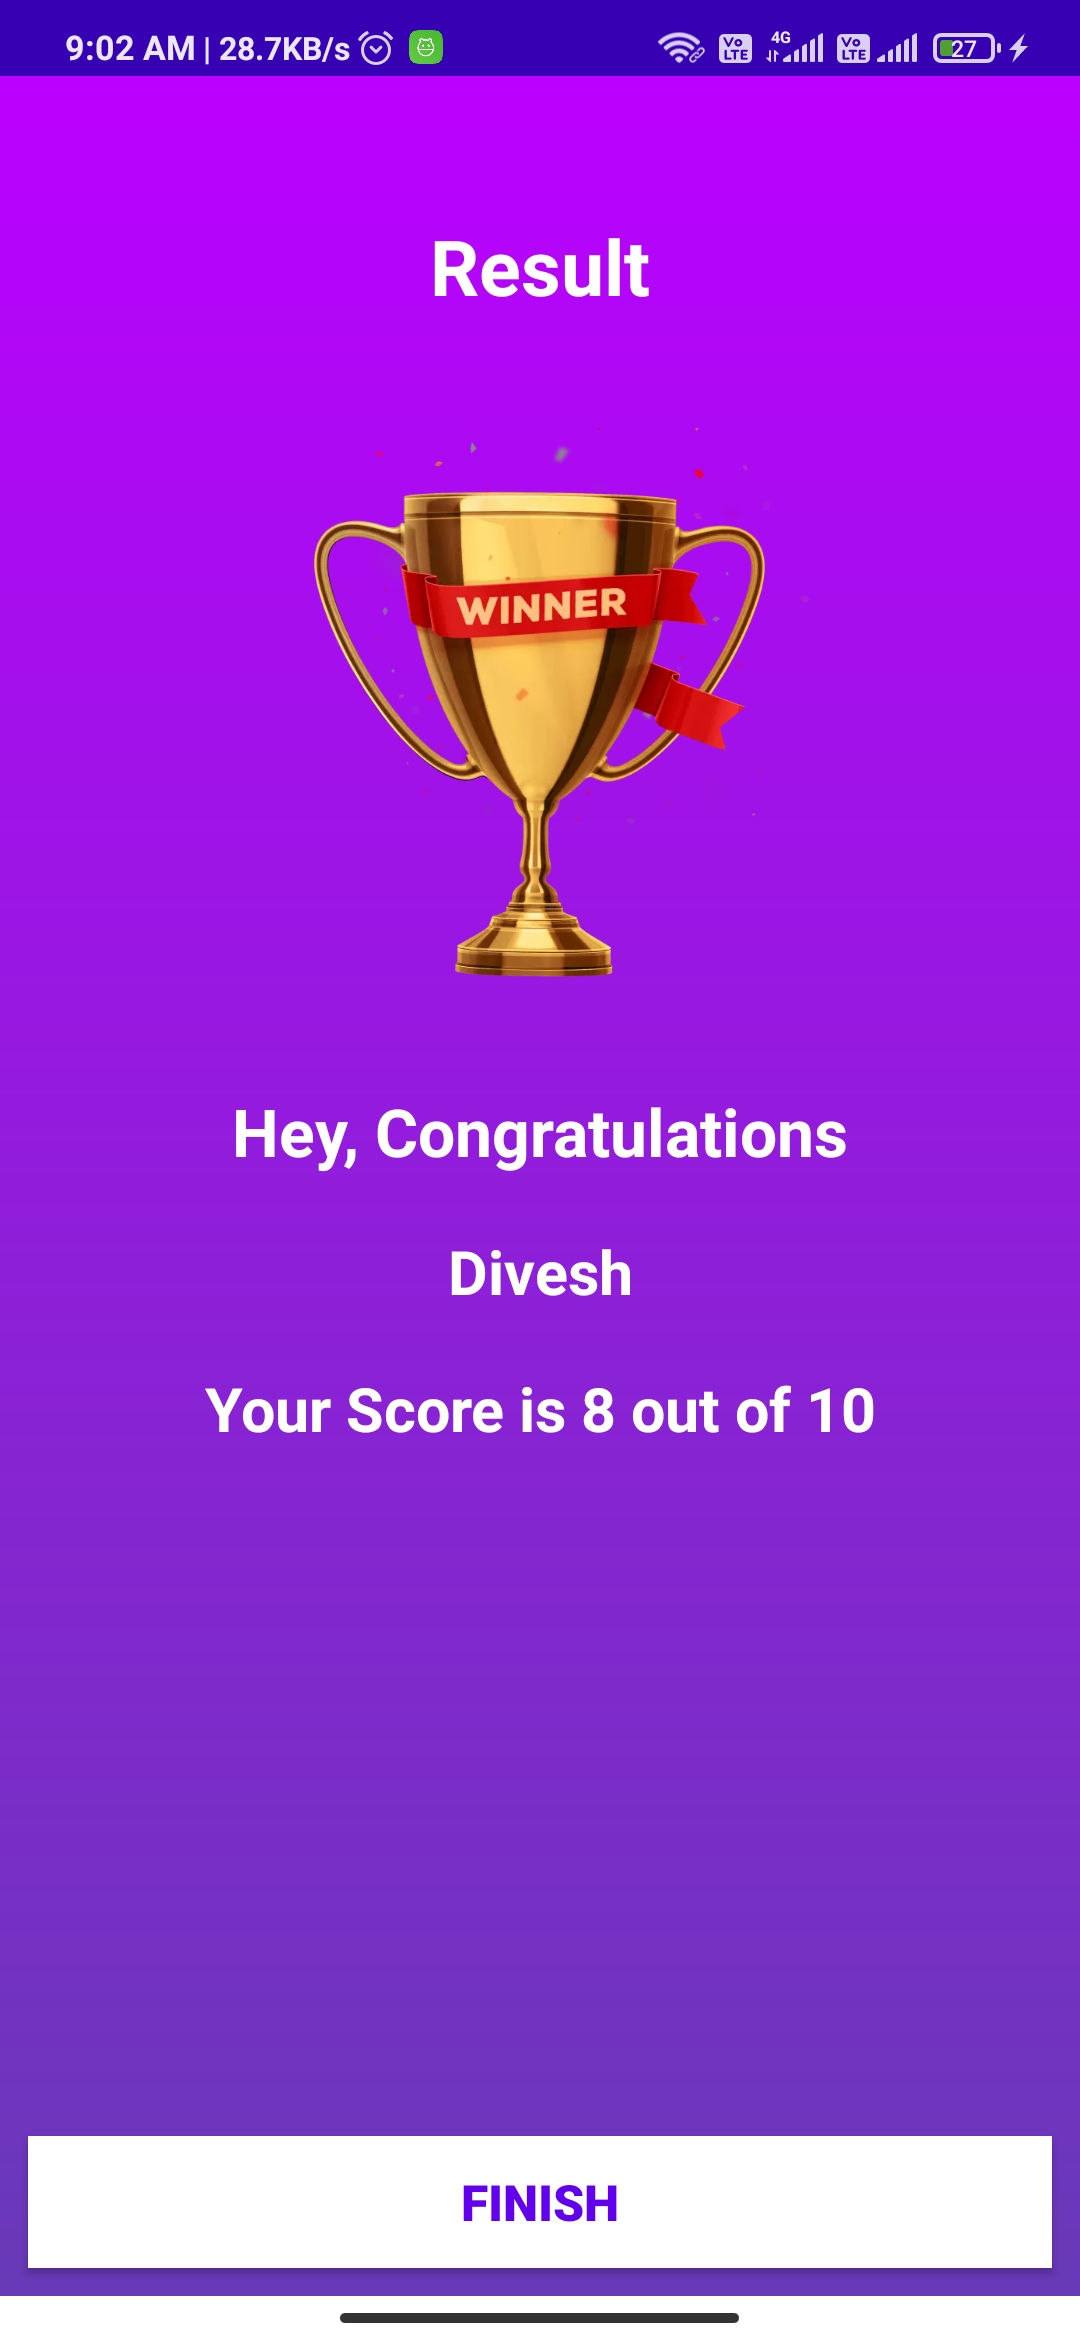 9:02 AM | 28.7KB/s Vo LTE 4G Vo LTE 27
Result
WINNER
Hey, Congratulations
Divesh
Your Score is 8 out of 10
FINISH